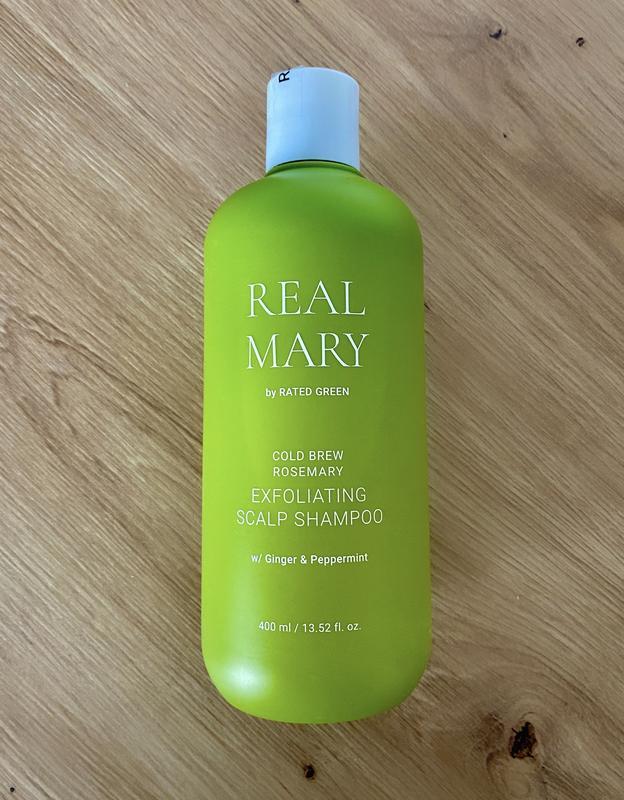 R
REAL
MARY
by RATED GREEN
COLD BREW
ROSEMARY
EXFOLIATING
SCALP SHAMPOO
w/ Ginger & Peppermint
400 ml / 13.52 fl. oz.